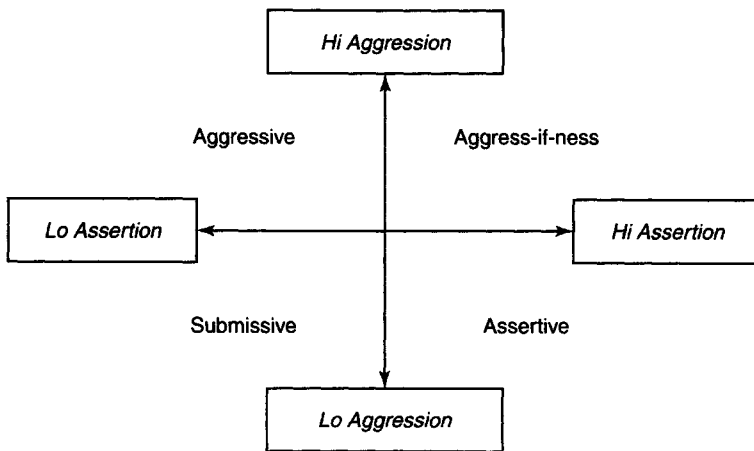 Hi Aggression
Aggressive Aggress-if-ness
Lo Assertion Hi Assertion
Submissive Assertive
Lo Aggression